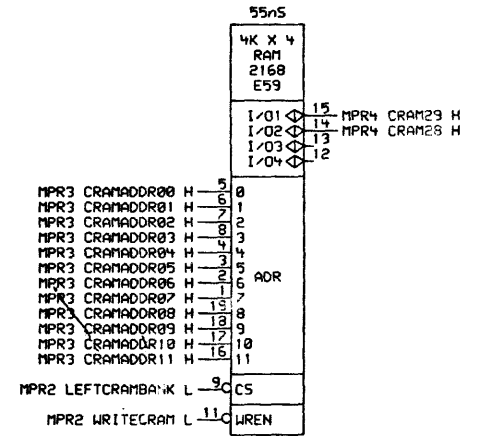 55nS
4K X 4
RAM
2168
E59
I/O1 15 MPR4 CRAM29 H
I/O2 14 MPR4 CRAM28 H
I/O3 13
I/O4 12
MPR3 CRAMADDR00 H 5 0
MPR3 CRAMADDR01 H 6 1
MPR3 CRAMADDR02 H 7 2
MPR3 CRAMADDR03 H 8 3
MPR3 CRAMADDR04 H 4 4
MPR3 CRAMADDR05 H 3 5
MPR3 CRAMADDR06 H 2 6 ADR
MPR3 CRAMADDR07 H 1 7
MPR3 CRAMADDR08 H 19 8
MPR3 CRAMADDR09 H 18 9
MPR3 CRAMADDR10 H 17 10
MPR3 CRAMADDR11 H 16 11
MPR2 LEFTCRAMBANK L 9 CS
MPR2 WRITECRAM L 11 WREN